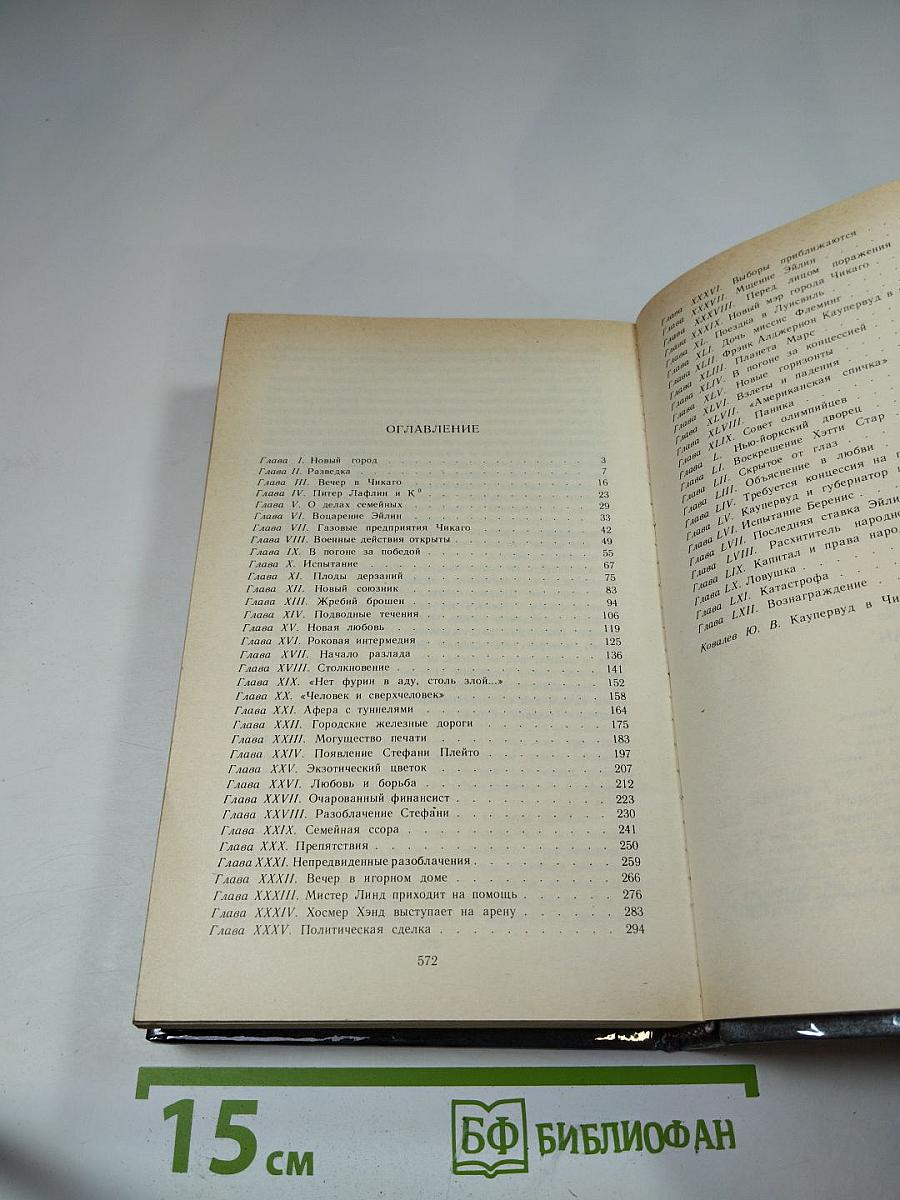 ОГЛАВЛЕНИЕ
Глава I. Новый город . . . 3
Глава II. Разведка . . . 7
Глава III. Вечер в Чикаго . . . 16
Глава IV. Питер Лафлин и К⁰ . . . 23
Глава V. О делах семейных . . . 29
Глава VI. Воцарение Эйлин . . . 33
Глава VII. Газовые предприятия Чикаго . . . 42
Глава VIII. Военные действия открыты . . . 49
Глава IX. В погоне за победой . . . 55
Глава X. Испытание . . . 67
Глава XI. Плоды дерзаний . . . 75
Глава XII. Новый союзник . . . 83
Глава XIII. Жребий брошен . . . 94
Глава XIV. Подводные течения . . . 106
Глава XV. Новая любовь . . . 119
Глава XVI. Роковая интермедия . . . 125
Глава XVII. Начало разлада . . . 136
Глава XVIII. Столкновение . . . 141
Глава XIX. «Нет фурии в аду, столь злой...» . . . 152
Глава XX. «Человек и сверхчеловек» . . . 158
Глава XXI. Афера с туннелями . . . 164
Глава XXII. Городские железные дороги . . . 175
Глава XXIII. Могущество печати . . . 183
Глава XXIV. Появление Стефани Плейто . . . 197
Глава XXV. Экзотический цветок . . . 207
Глава XXVI. Любовь и борьба . . . 212
Глава XXVII. Очарованный финансист . . . 223
Глава XXVIII. Разоблачение Стефани . . . 230
Глава XXIX. Семейная ссора . . . 241
Глава XXX. Препятствия . . . 250
Глава XXXI. Непредвиденные разоблачения . . . 259
Глава XXXII. Вечер в игорном доме . . . 266
Глава XXXIII. Мистер Линд приходит на помощь . . . 276
Глава XXXIV. Хосмер Хэнд выступает на арену . . . 283
Глава XXXV. Политическая сделка . . . 294
572
Глава XXXVI. Выборы приближаются . . .
Глава XXXVII. Мщение Эйлин . . .
Глава XXXVIII. Перед лицом поражения
Глава XXXIX. Новый мэр города Чикаго . . .
Глава XL. Поездка в Луисвиль . . .
Глава XLI. Дочь миссис Флеминг . . .
Глава XLII. Фрэнк Алджернон Каупервуд в
Глава XLIII. Планета Марс . . .
Глава XLIV. В погоне за концессией . . .
Глава XLV. Новые горизонты . . .
Глава XLVI. Взлеты и падения . . .
Глава XLVII. «Американская спичка»
Глава XLVIII. Паника . . .
Глава XLIX. Совет олимпийцев . . .
Глава L. Нью-йоркский дворец . . .
Глава LI. Воскрешение Хэтти Стар . . .
Глава LII. Скрытое от глаз . . .
Глава LIII. Объяснение в любви . . .
Глава LIV. Требуется концессия на
Глава LV. Каупервуд и губернатор
Глава LVI. Испытание Беренис . . .
Глава LVII. Последняя ставка
Глава LVIII. Расхититель
Глава LIX. Капитал и права
Глава LX. Ловушка . . .
Глава LXI. Катастрофа . . .
Глава LXII. Вознаграждение . . .
Ковалев Ю. В. Каупервуд в
15 см
БФ БИБЛИОФАН